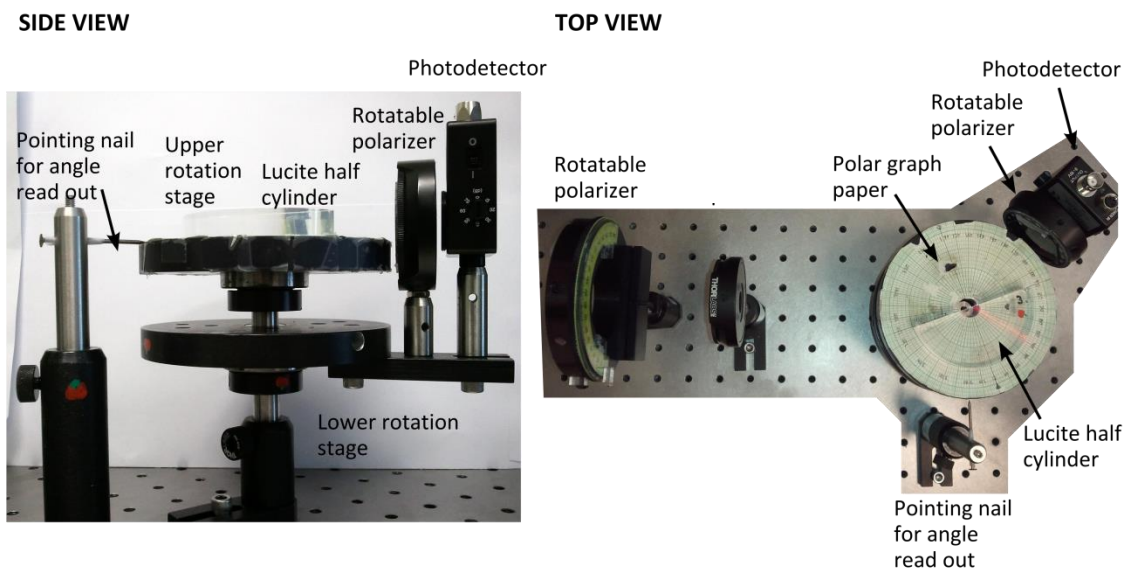 SIDE VIEW
TOP VIEW
Photodetector
Rotatable
polarizer
Pointing nail
for angle
read out
Upper
rotation
stage
Lucite half
cylinder
Lower rotation
stage
Photodetector
Rotatable
polarizer
Polar graph
paper
Rotatable
polarizer
Lucite half
cylinder
Pointing nail
for angle
read out